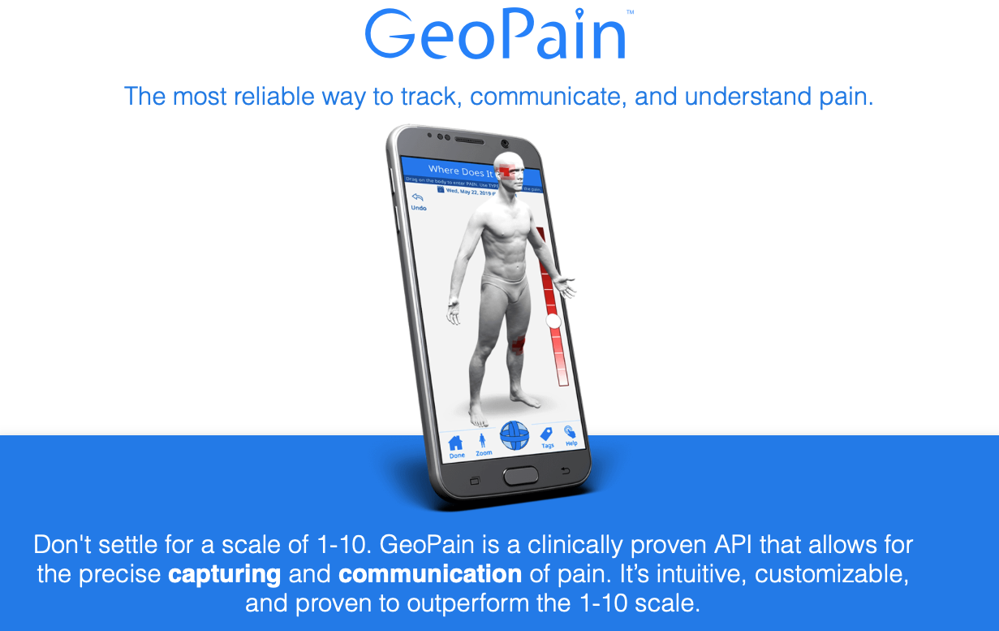 GeoPain™
The most reliable way to track, communicate, and understand pain.
Where Does It
Drag on the body to enter PAIN. Use TYPE the pain.
Wed, May 22, 2019
Undo
Done
Zoom
Tags
Help
Don't settle for a scale of 1-10. GeoPain is a clinically proven API that allows for
the precise capturing and communication of pain. It’s intuitive, customizable,
and proven to outperform the 1-10 scale.